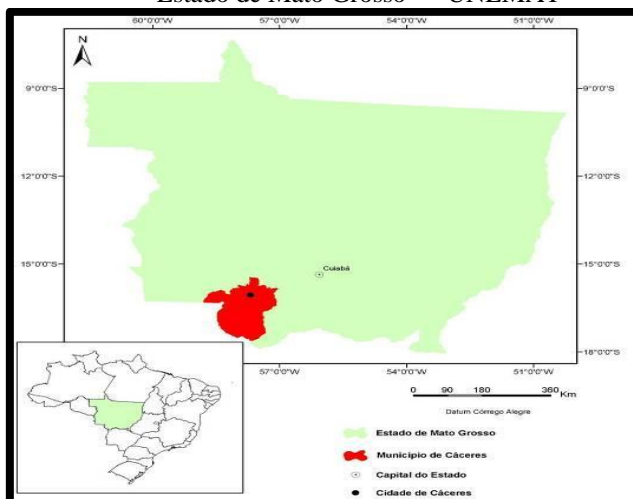 Estado de Mato Grosso – UNEMAT
60°0'0"W 57°0'0"W 54°0'0"W 51°0'0"W
N
9°0'0"S 9°0'0"S
12°0'0"S 12°0'0"S
Cuiabá
15°0'0"S 15°0'0"S
18°0'0"S
57°0'0"W 54°0'0"W 51°0'0"W
0 90 180 360 Km
Datum Córrego Alegre
Estado de Mato Grosso
Município de Cáceres
Capital do Estado
Cidade de Cáceres